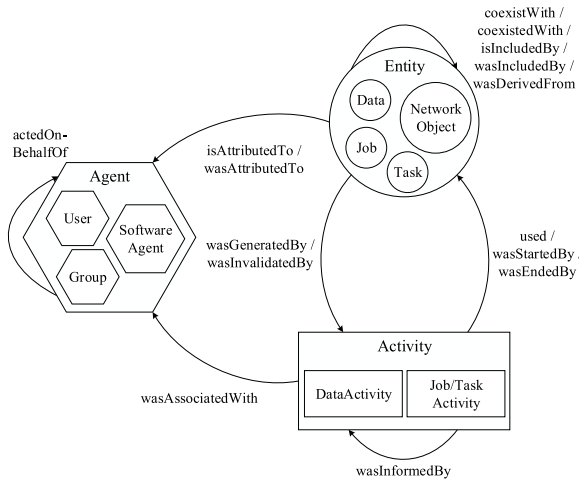 coexistWith /
coexistedWith /
isIncludedBy /
wasIncludedBy /
wasDerivedFrom
Entity
Data
Network
Object
Job
Task
actedOn-
BehalfOf
isAttributedTo /
wasAttributedTo
Agent
User
Software
Agent
Group
wasGeneratedBy /
wasInvalidatedBy
used /
wasStartedBy /
wasEndedBy
Activity
DataActivity
Job/Task
Activity
wasAssociatedWith
wasInformedBy